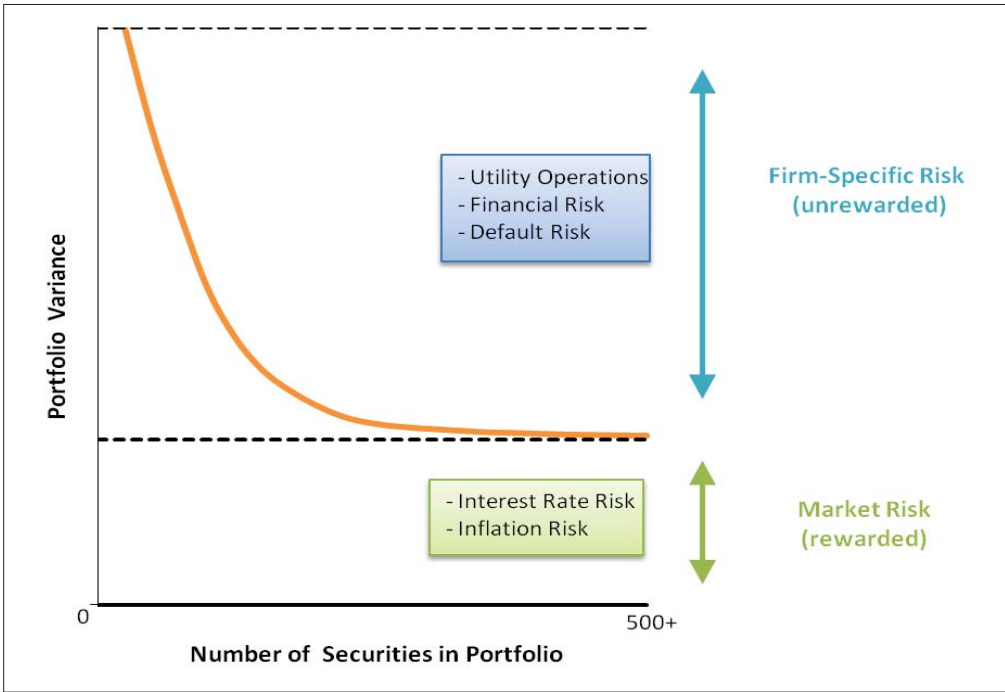 Portfolio Variance
- Utility Operations
- Financial Risk
- Default Risk
Firm-Specific Risk
(unrewarded)
- Interest Rate Risk
- Inflation Risk
Market Risk
(rewarded)
0
500+
Number of Securities in Portfolio